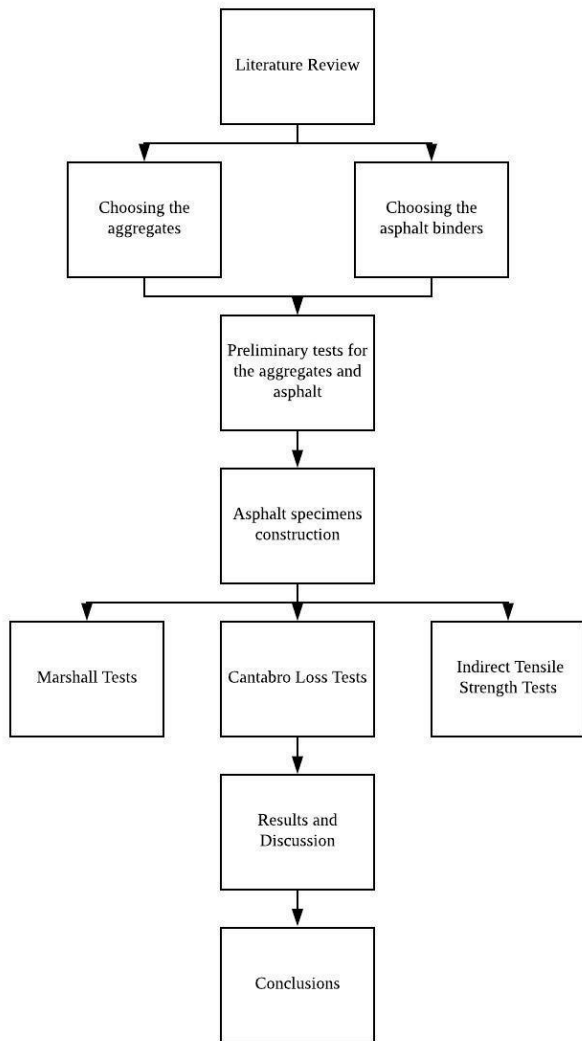 Literature Review
Choosing the
aggregates
Choosing the
asphalt binders
Preliminary tests for
the aggregates and
asphalt
Asphalt specimens
construction
Marshall Tests
Cantabro Loss Tests
Indirect Tensile
Strength Tests
Results and
Discussion
Conclusions